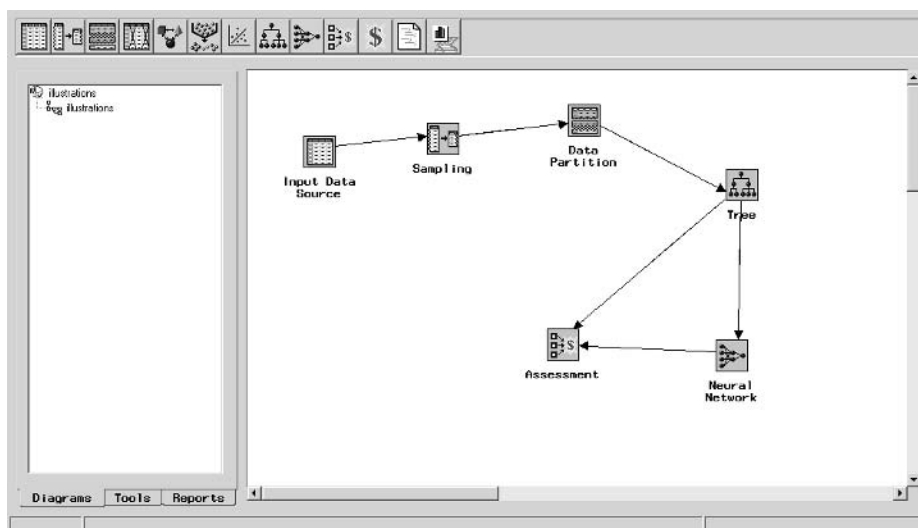 illustrations
illustrations
Input Data
Source
Sampling
Data
Partition
Tree
Assessment
Neural
Network
Diagrams Tools Reports